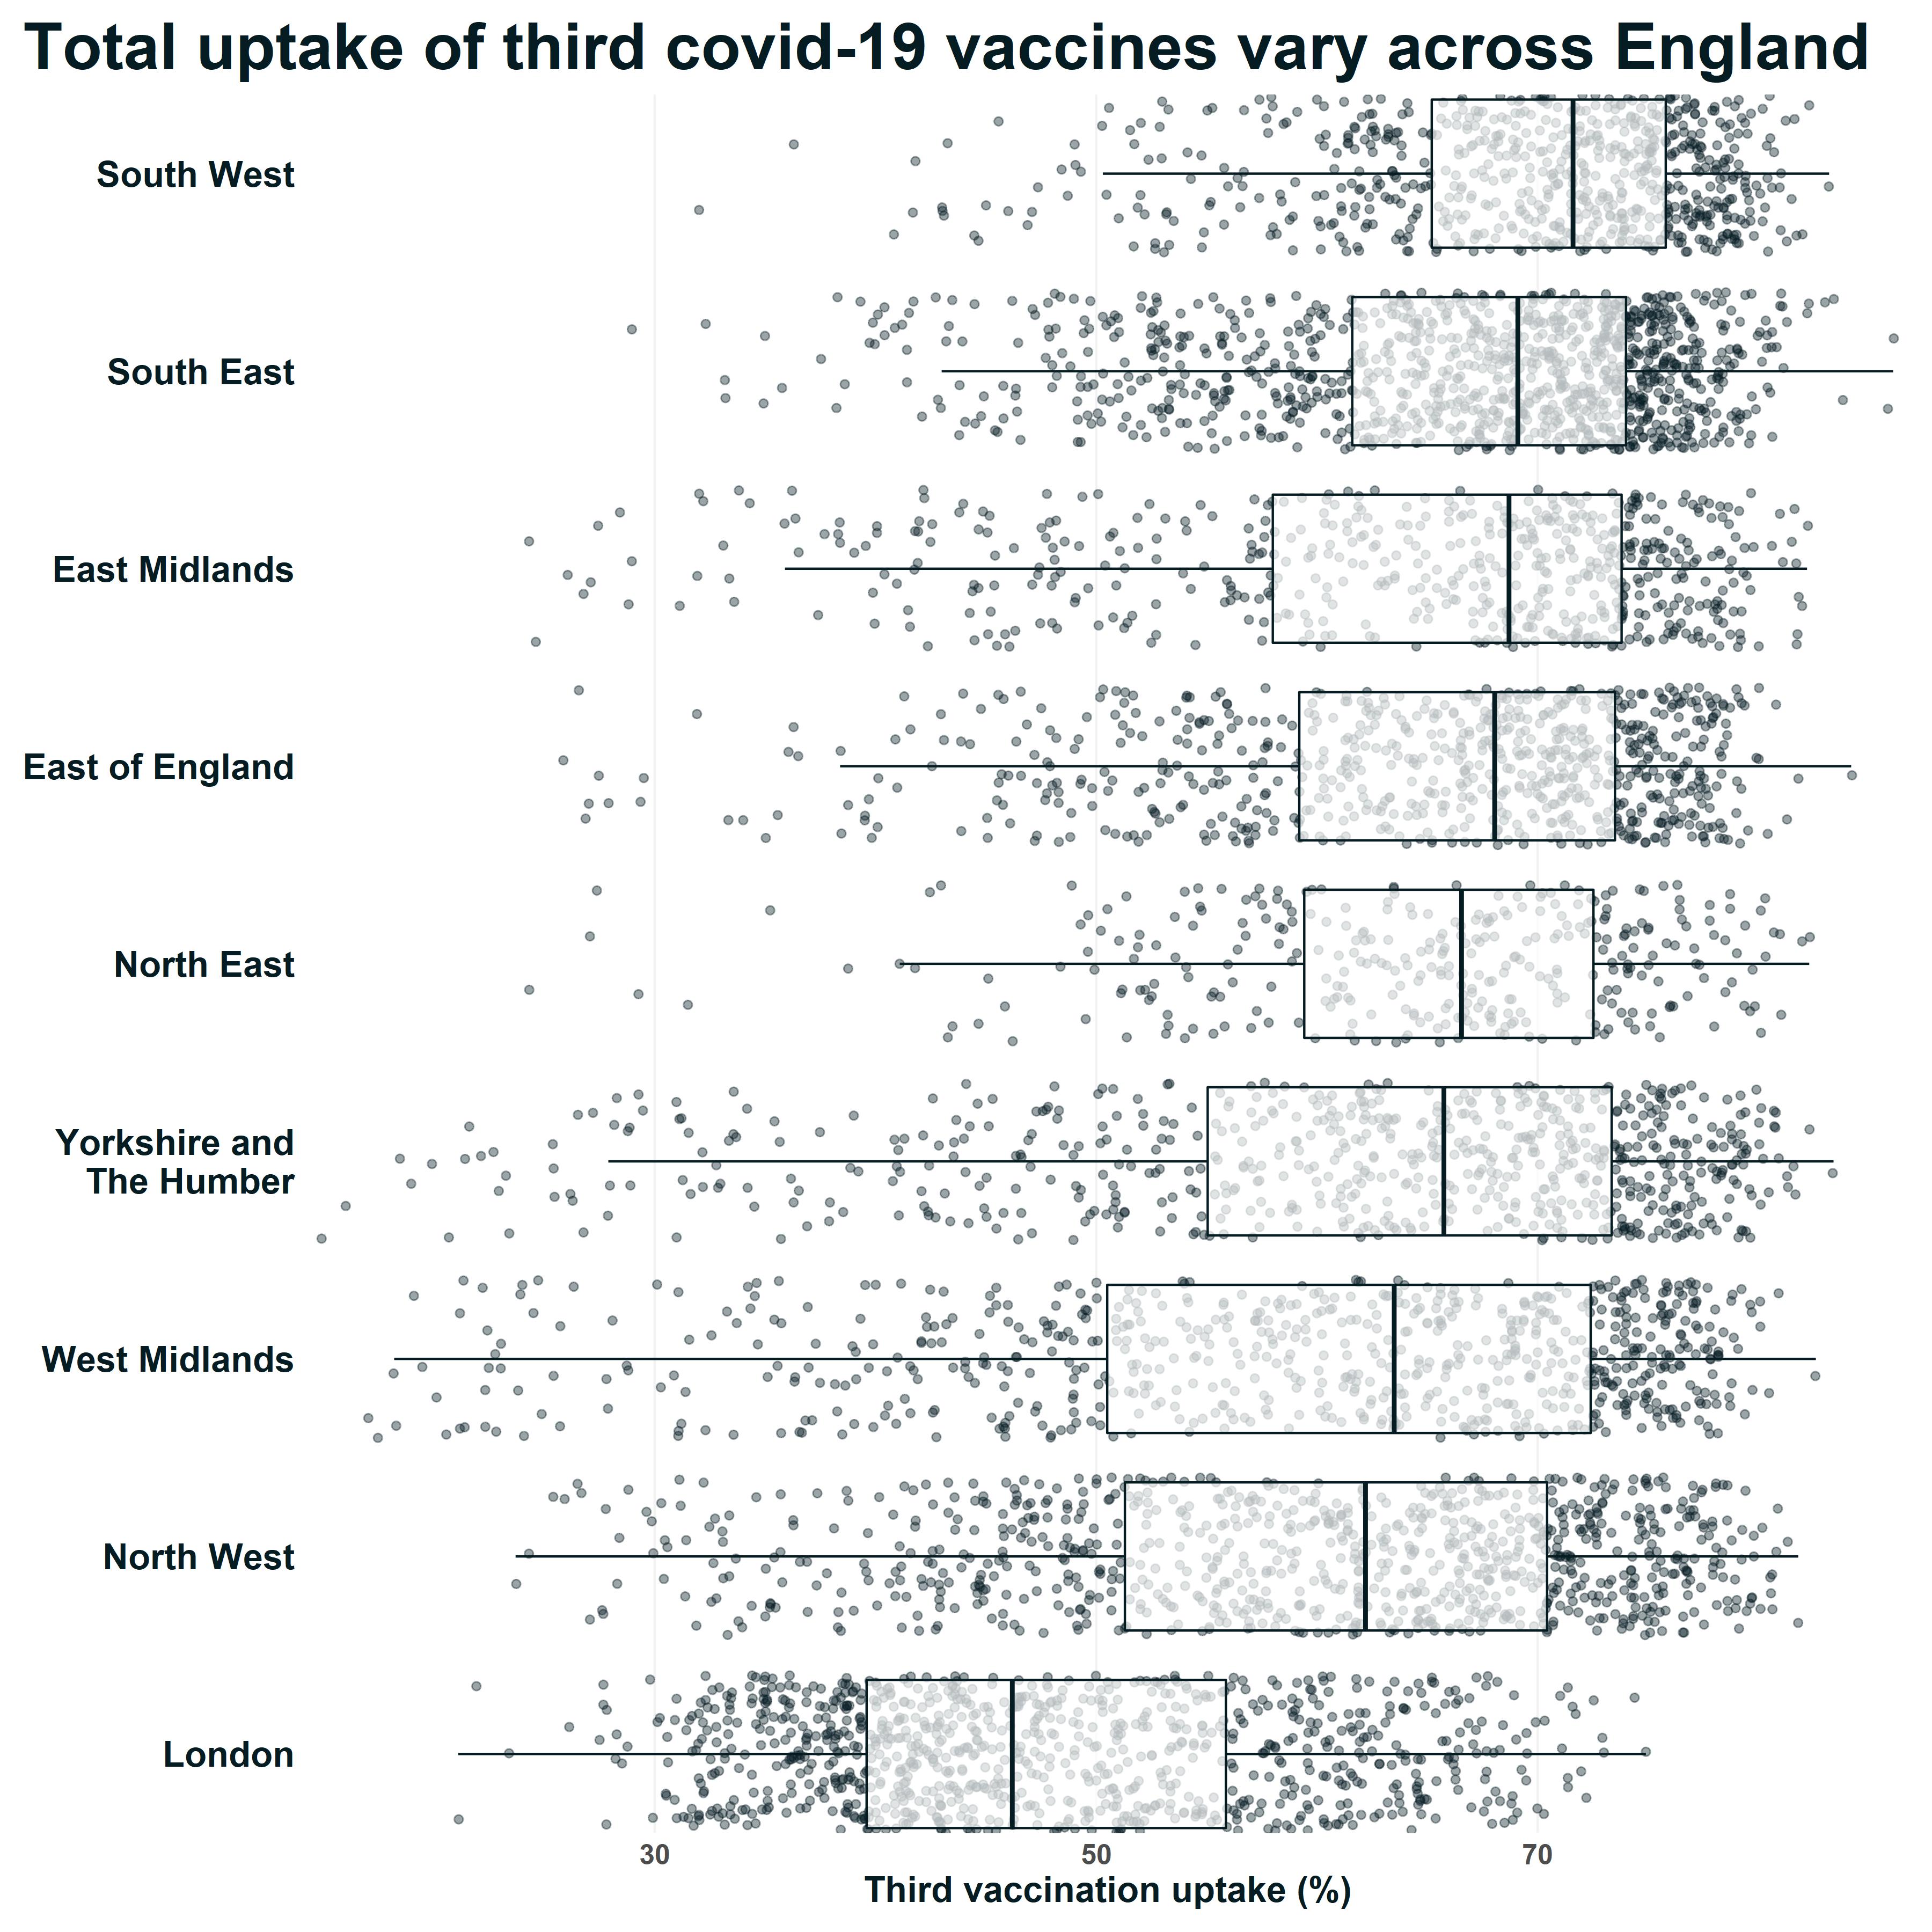 Total uptake of third covid-19 vaccines vary across England
South West
South East
East Midlands
East of England
North East
Yorkshire and
The Humber
West Midlands
North West
London
30 50 70
Third vaccination uptake (%)